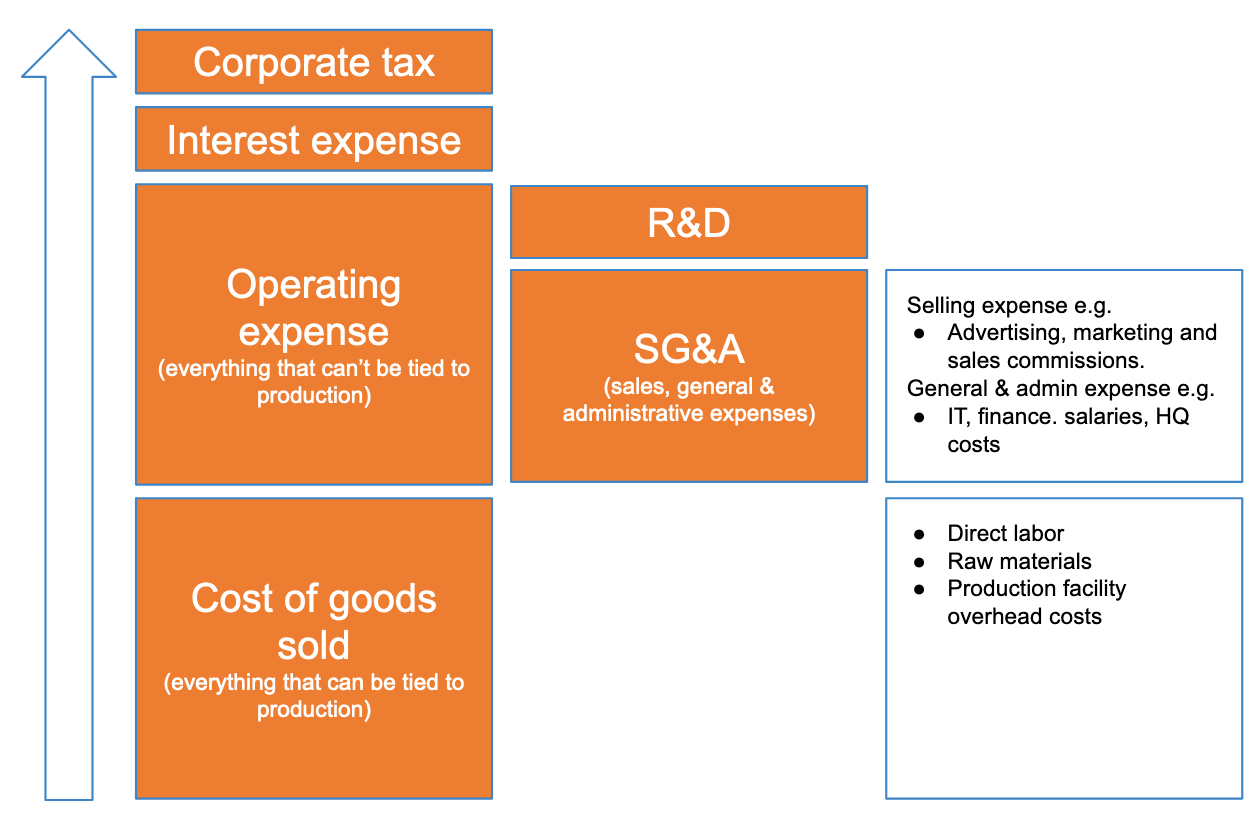 Corporate tax
Interest expense
Operating
expense
(everything that can’t be tied to
production)
R&D
SG&A
(sales, general &
administrative expenses)
Selling expense e.g.
● Advertising, marketing and
sales commissions.
General & admin expense e.g.
● IT, finance. salaries, HQ
costs
Cost of goods
sold
(everything that can be tied to
production)
● Direct labor
● Raw materials
● Production facility
overhead costs